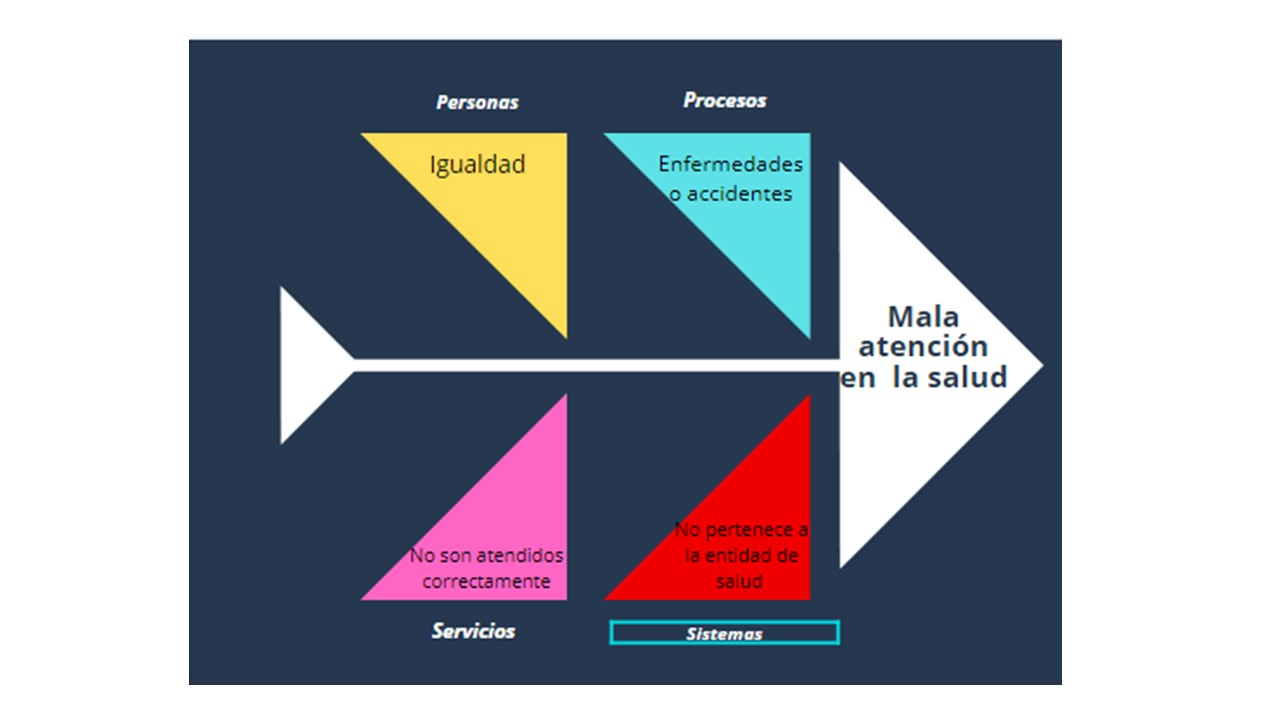 Personas
Procesos
Igualdad
Enfermedades
o accidentes
Mala
atención
en la salud
No son atendidos
correctamente
No pertenece a
la entidad de
salud
Servicios
Sistemas